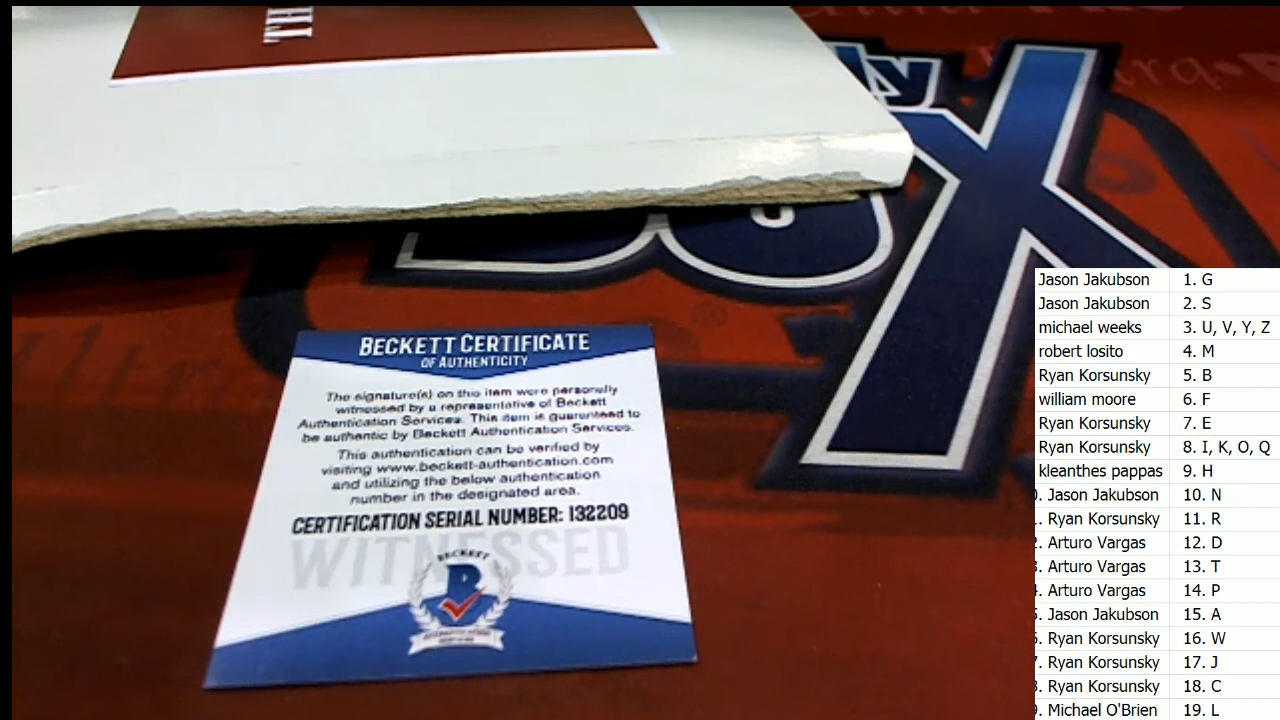 TH
ly
BOX
BECKETT CERTIFICATE
OF AUTHENTICITY
The signature(s) on this item were personally
witnessed by a representative of Beckett
Authentication Services. This item is guaranteed to
be authentic by Beckett Authentication Services.
This authentication can be verified by
visiting www.beckett-authentication.com
and utilizing the below authentication
number in the designated area.
CERTIFICATION SERIAL NUMBER: 132209
WITNESSED
BECKETT
B
Jason Jakubson 1. G
Jason Jakubson 2. S
michael weeks 3. U, V, Y, Z
robert losito 4. M
Ryan Korsunsky 5. B
william moore 6. F
Ryan Korsunsky 7. E
Ryan Korsunsky 8. I, K, O, Q
kleanthes pappas 9. H
. Jason Jakubson 10. N
. Ryan Korsunsky 11. R
. Arturo Vargas 12. D
. Arturo Vargas 13. T
. Arturo Vargas 14. P
. Jason Jakubson 15. A
. Ryan Korsunsky 16. W
. Ryan Korsunsky 17. J
. Ryan Korsunsky 18. C
. Michael O'Brien 19. L